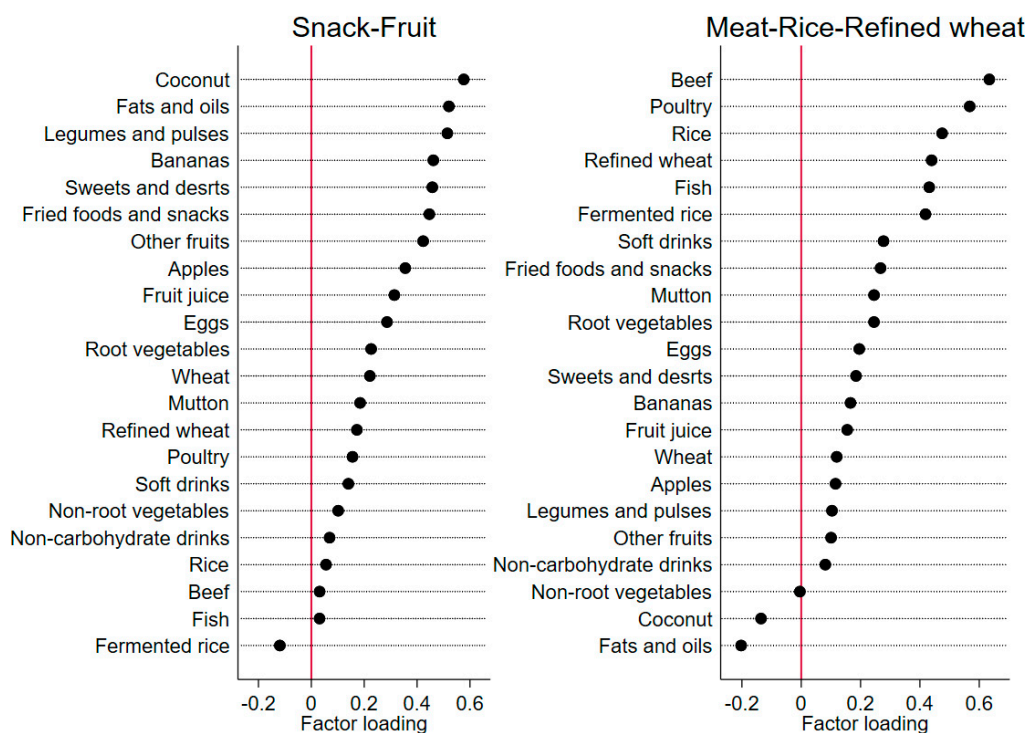 Snack-Fruit
Coconut
Fats and oils
Legumes and pulses
Bananas
Sweets and desrts
Fried foods and snacks
Other fruits
Apples
Fruit juice
Eggs
Root vegetables
Wheat
Mutton
Refined wheat
Poultry
Soft drinks
Non-root vegetables
Non-carbohydrate drinks
Rice
Beef
Fish
Fermented rice
-0.2 0 0.2 0.4 0.6
Factor loading
Meat-Rice-Refined wheat
Beef
Poultry
Rice
Refined wheat
Fish
Fermented rice
Soft drinks
Fried foods and snacks
Mutton
Root vegetables
Eggs
Sweets and desrts
Bananas
Fruit juice
Wheat
Apples
Legumes and pulses
Other fruits
Non-carbohydrate drinks
Non-root vegetables
Coconut
Fats and oils
-0.2 0 0.2 0.4 0.6
Factor loading